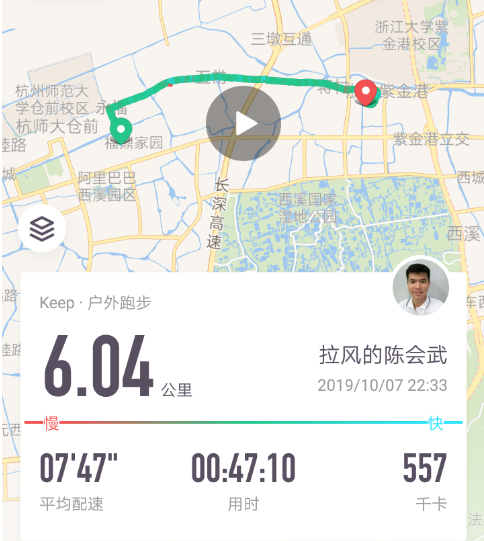 浙江大学紫
金港校区
三墩互通
五常
杭州师范大
学仓前校区
杭师大仓前
福鼎家园
紫金港
紫金港立交
阿里巴巴
西溪园区
西溪国家
湿地公园
长深高速
西城
西溪
Keep · 户外跑步
6.04 公里
拉风的陈会武
2019/10/07 22:33
慢
快
07'47"
00:47:10
557
平均配速
用时
千卡